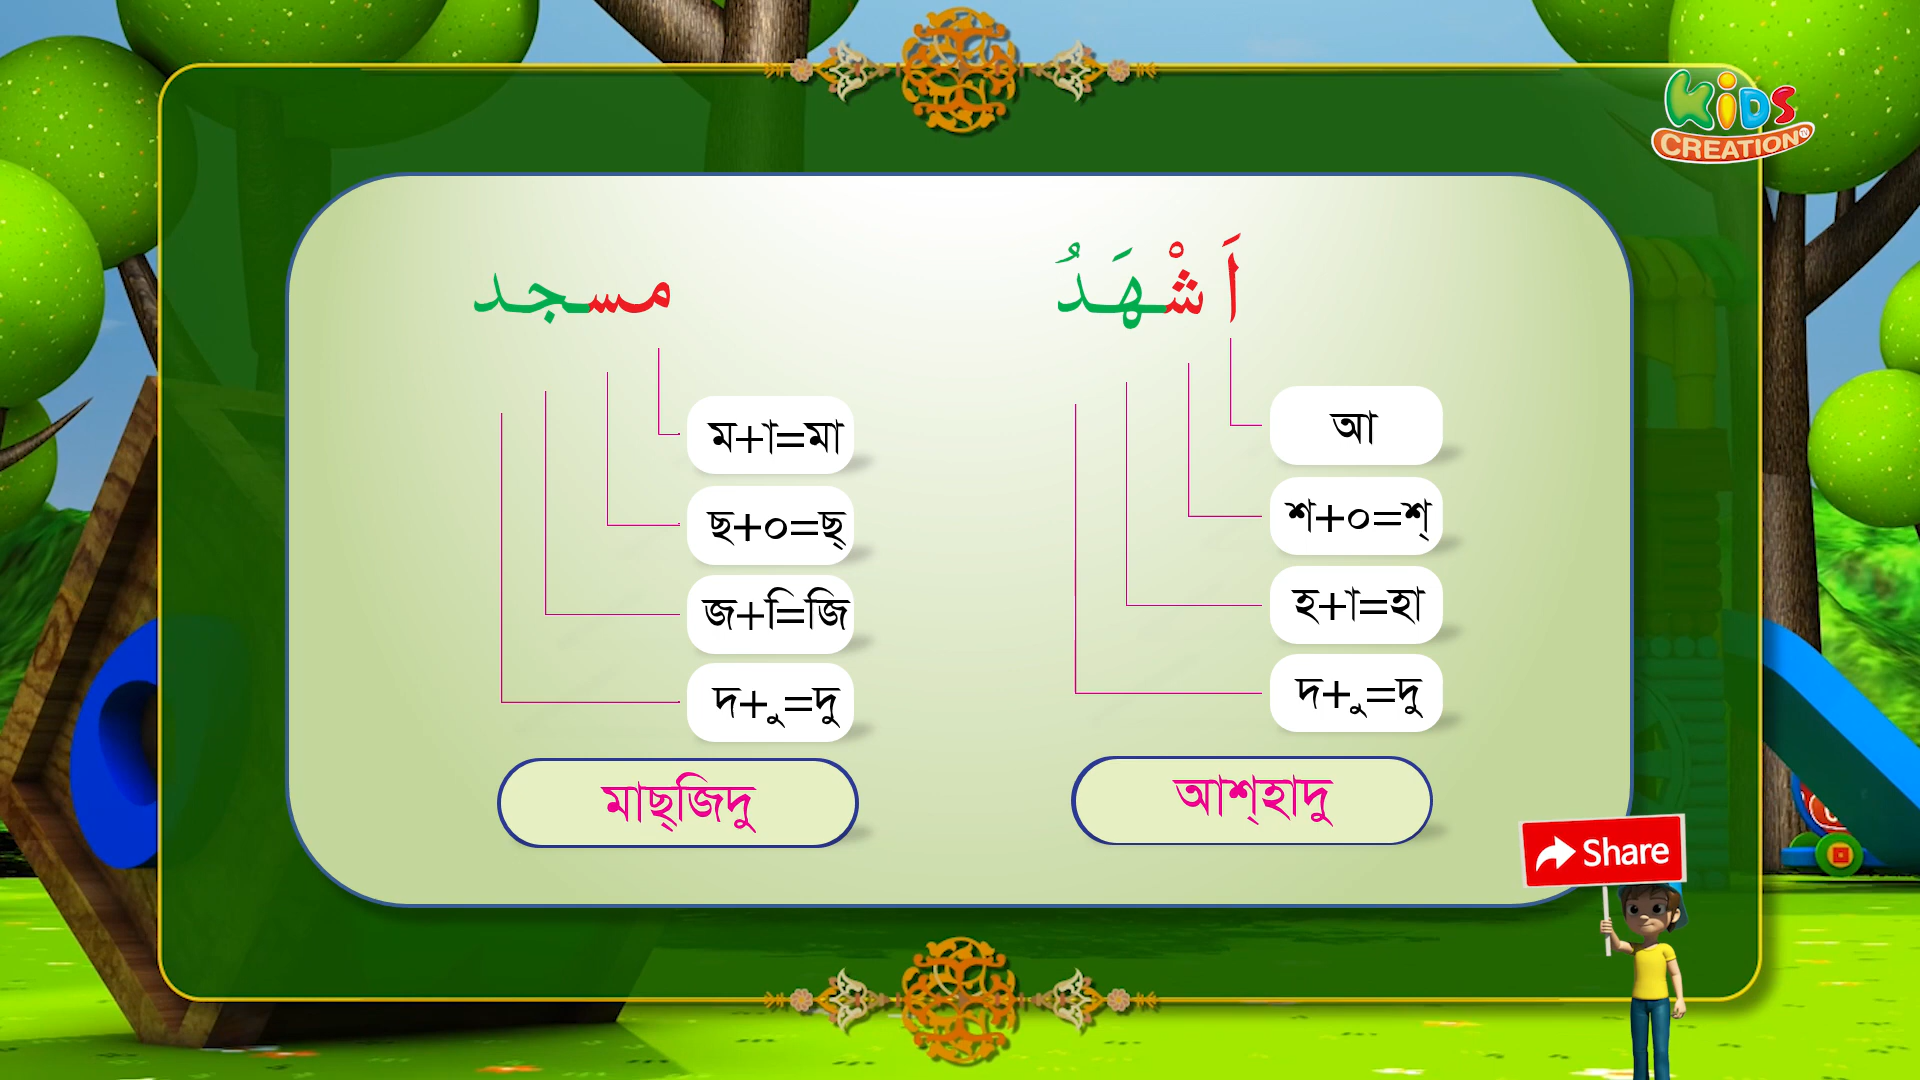 KiDS
CREATION
مسجد
ম+া=মা
ছ+০=ছ্
জ+ি=জি
দ+ু=দু
মাছ্জিদু
اَشْهَدُ
আ
শ+০=শ্
হ+া=হা
দ+ু=দু
আশ্হাদু
Share